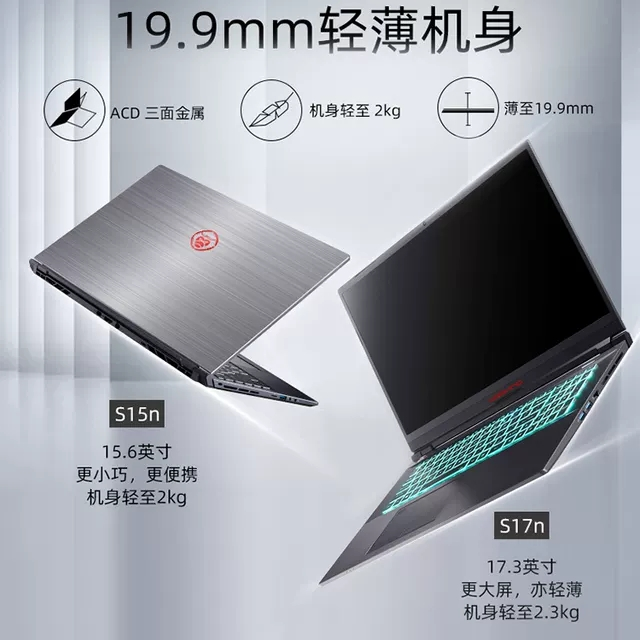 19.9mm轻薄机身
ACD 三面金属
机身轻至 2kg
薄至19.9mm
S15n
15.6英寸
更小巧，更便携
机身轻至2kg
S17n
17.3英寸
更大屏，亦轻薄
机身轻至2.3kg